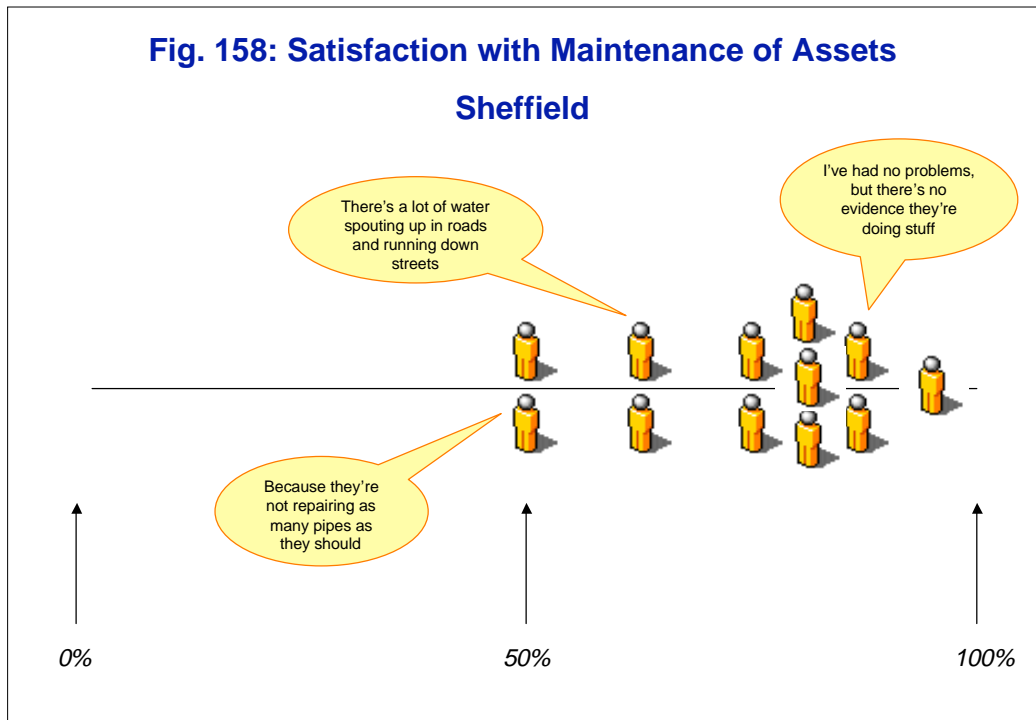 Fig. 158: Satisfaction with Maintenance of Assets
Sheffield
There's a lot of water
spouting up in roads
and running down
streets
I've had no problems,
but there's no
evidence they're
doing stuff
Because they're
not repairing as
many pipes as
they should
0%
50%
100%